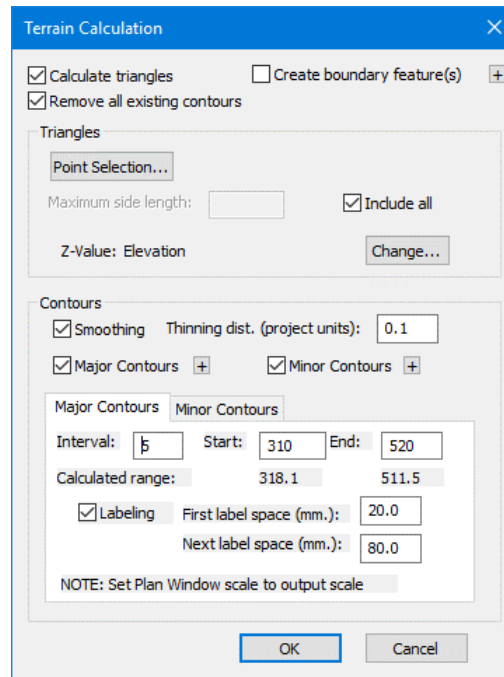 Terrain Calculation
Calculate triangles
Create boundary feature(s) +
Remove all existing contours
Triangles
Point Selection...
Maximum side length:
Include all
Z-Value: Elevation
Change...
Contours
Smoothing Thinning dist. (project units): 0.1
Major Contours + Minor Contours +
Major Contours Minor Contours
Interval: 5 Start: 310 End: 520
Calculated range: 318.1 511.5
Labeling First label space (mm.): 20.0
Next label space (mm.): 80.0
NOTE: Set Plan Window scale to output scale
OK Cancel